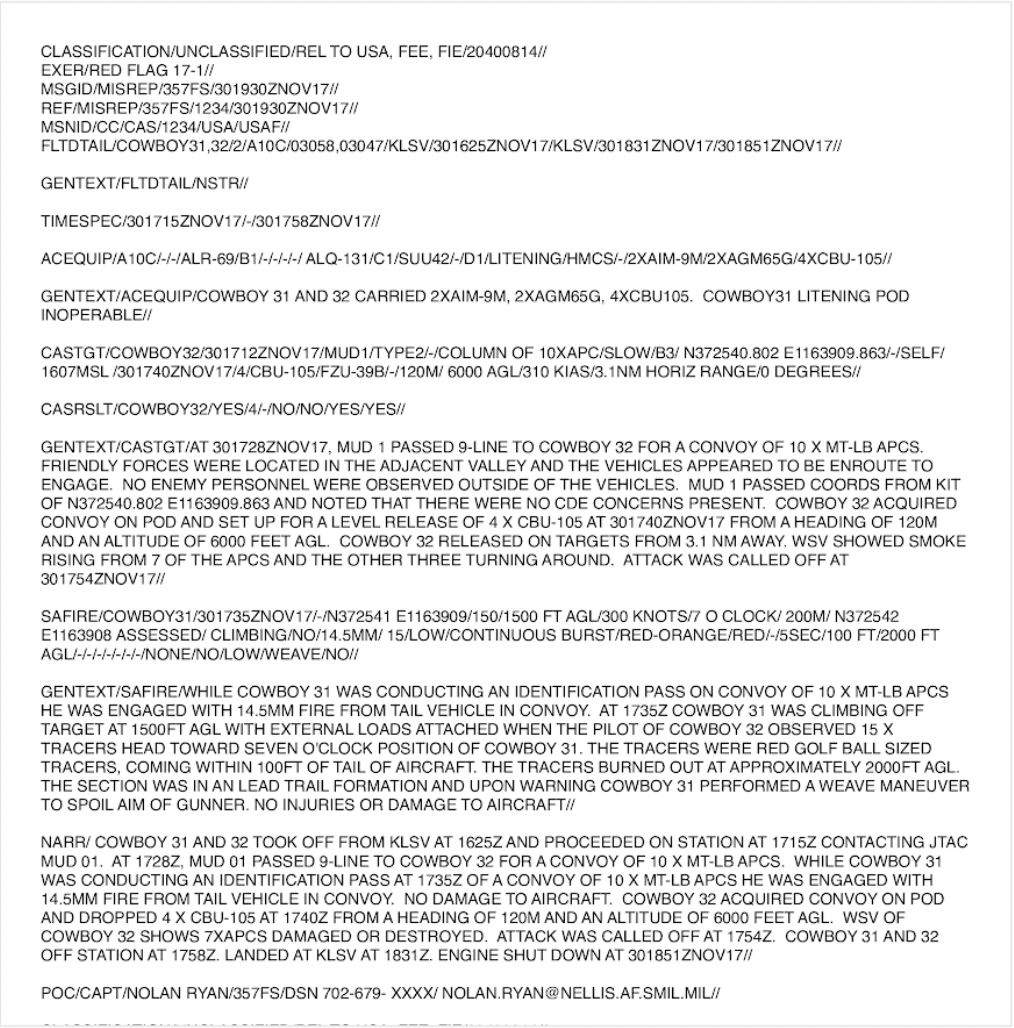 CLASSIFICATION/UNCLASSIFIED/REL TO USA, FEE, FIE/20400814//
EXER/RED FLAG 17-1//
MSGID/MISREP/357FS/301930ZNOV17//
REF/MISREP/357FS/1234/301930ZNOV17//
MSNID/CC/CAS/1234/USA/USAF//
FLTDTAIL/COWBOY31,32/2/A10C/03058,03047/KLSV/301625ZNOV17/KLSV/301831ZNOV17/301851ZNOV17//
GENTEXT/FLTDTAIL/NSTR//
TIMESPEC/301715ZNOV17/-/301758ZNOV17//
ACEQUIP/A10C/-/-/ALR-69/B1/-/-/-/-/ ALQ-131/C1/SUU42/-/D1/LITENING/HMCS/-/2XAIM-9M/2XAGM65G/4XCBU-105//
GENTEXT/ACEQUIP/COWBOY 31 AND 32 CARRIED 2XAIM-9M, 2XAGM65G, 4XCBU105.  COWBOY31 LITENING POD
INOPERABLE//
CASTGT/COWBOY32/301712ZNOV17/MUD1/TYPE2/-/COLUMN OF 10XAPC/SLOW/B3/ N372540.802 E1163909.863/-/SELF/
1607MSL /301740ZNOV17/4/CBU-105/FZU-39B/-/120M/ 6000 AGL/310 KIAS/3.1NM HORIZ RANGE/0 DEGREES//
CASRSLT/COWBOY32/YES/4/-/NO/NO/YES/YES//
GENTEXT/CASTGT/AT 301728ZNOV17, MUD 1 PASSED 9-LINE TO COWBOY 32 FOR A CONVOY OF 10 X MT-LB APCS.
FRIENDLY FORCES WERE LOCATED IN THE ADJACENT VALLEY AND THE VEHICLES APPEARED TO BE ENROUTE TO
ENGAGE.  NO ENEMY PERSONNEL WERE OBSERVED OUTSIDE OF THE VEHICLES.  MUD 1 PASSED COORDS FROM KIT
OF N372540.802 E1163909.863 AND NOTED THAT THERE WERE NO CDE CONCERNS PRESENT.  COWBOY 32 ACQUIRED
CONVOY ON POD AND SET UP FOR A LEVEL RELEASE OF 4 X CBU-105 AT 301740ZNOV17 FROM A HEADING OF 120M
AND AN ALTITUDE OF 6000 FEET AGL.  COWBOY 32 RELEASED ON TARGETS FROM 3.1 NM AWAY. WSV SHOWED SMOKE
RISING FROM 7 OF THE APCS AND THE OTHER THREE TURNING AROUND.  ATTACK WAS CALLED OFF AT
301754ZNOV17//
SAFIRE/COWBOY31/301735ZNOV17/-/N372541 E1163909/150/1500 FT AGL/300 KNOTS/7 O CLOCK/ 200M/ N372542
E1163908 ASSESSED/ CLIMBING/NO/14.5MM/ 15/LOW/CONTINUOUS BURST/RED-ORANGE/RED/-/5SEC/100 FT/2000 FT
AGL/-/-/-/-/-/-/-/NONE/NO/LOW/WEAVE/NO//
GENTEXT/SAFIRE/WHILE COWBOY 31 WAS CONDUCTING AN IDENTIFICATION PASS ON CONVOY OF 10 X MT-LB APCS
HE WAS ENGAGED WITH 14.5MM FIRE FROM TAIL VEHICLE IN CONVOY.  AT 1735Z COWBOY 31 WAS CLIMBING OFF
TARGET AT 1500FT AGL WITH EXTERNAL LOADS ATTACHED WHEN THE PILOT OF COWBOY 32 OBSERVED 15 X
TRACERS HEAD TOWARD SEVEN O'CLOCK POSITION OF COWBOY 31. THE TRACERS WERE RED GOLF BALL SIZED
TRACERS, COMING WITHIN 100FT OF TAIL OF AIRCRAFT. THE TRACERS BURNED OUT AT APPROXIMATELY 2000FT AGL.
THE SECTION WAS IN AN LEAD TRAIL FORMATION AND UPON WARNING COWBOY 31 PERFORMED A WEAVE MANEUVER
TO SPOIL AIM OF GUNNER. NO INJURIES OR DAMAGE TO AIRCRAFT//
NARR/ COWBOY 31 AND 32 TOOK OFF FROM KLSV AT 1625Z AND PROCEEDED ON STATION AT 1715Z CONTACTING JTAC
MUD 01.  AT 1728Z, MUD 01 PASSED 9-LINE TO COWBOY 32 FOR A CONVOY OF 10 X MT-LB APCS.  WHILE COWBOY 31
WAS CONDUCTING AN IDENTIFICATION PASS AT 1735Z OF A CONVOY OF 10 X MT-LB APCS HE WAS ENGAGED WITH
14.5MM FIRE FROM TAIL VEHICLE IN CONVOY.  NO DAMAGE TO AIRCRAFT.  COWBOY 32 ACQUIRED CONVOY ON POD
AND DROPPED 4 X CBU-105 AT 1740Z FROM A HEADING OF 120M AND AN ALTITUDE OF 6000 FEET AGL.  WSV OF
COWBOY 32 SHOWS 7XAPCS DAMAGED OR DESTROYED.  ATTACK WAS CALLED OFF AT 1754Z.  COWBOY 31 AND 32
OFF STATION AT 1758Z. LANDED AT KLSV AT 1831Z. ENGINE SHUT DOWN AT 301851ZNOV17//
POC/CAPT/NOLAN RYAN/357FS/DSN 702-679- XXXX/ NOLAN.RYAN@NELLIS.AF.SMIL.MIL//